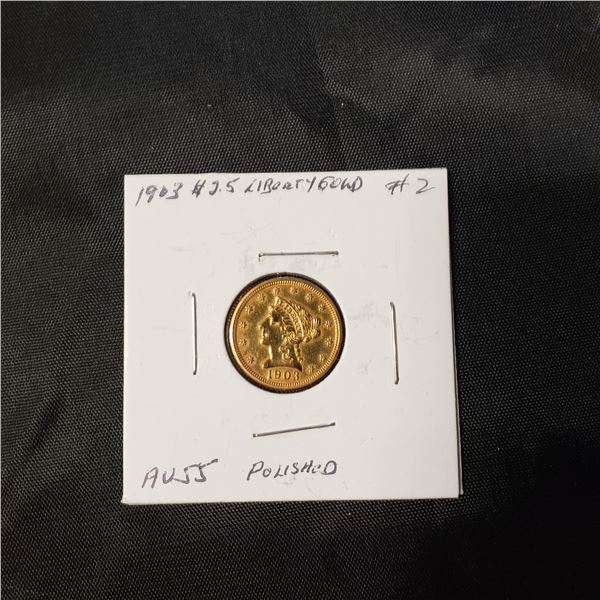 1903 $2.5 LIBERTY GOLD #2
1903
AU55 POLISHED